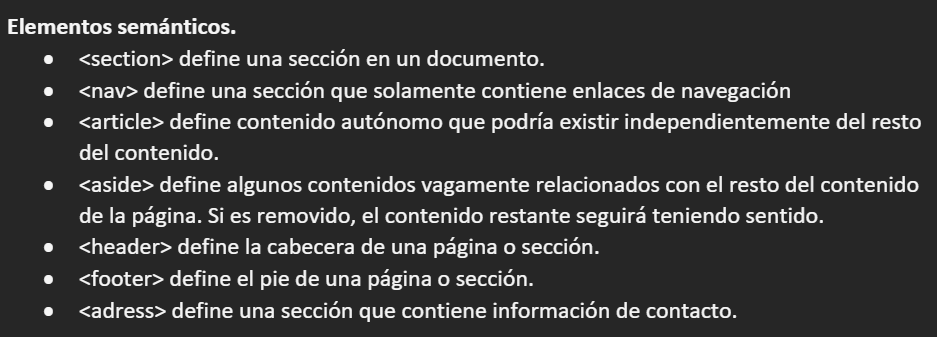 Elementos semánticos.
• <section> define una sección en un documento.
• <nav> define una sección que solamente contiene enlaces de navegación
• <article> define contenido autónomo que podría existir independientemente del resto
del contenido.
• <aside> define algunos contenidos vagamente relacionados con el resto del contenido
de la página. Si es removido, el contenido restante seguirá teniendo sentido.
• <header> define la cabecera de una página o sección.
• <footer> define el pie de una página o sección.
• <adress> define una sección que contiene información de contacto.